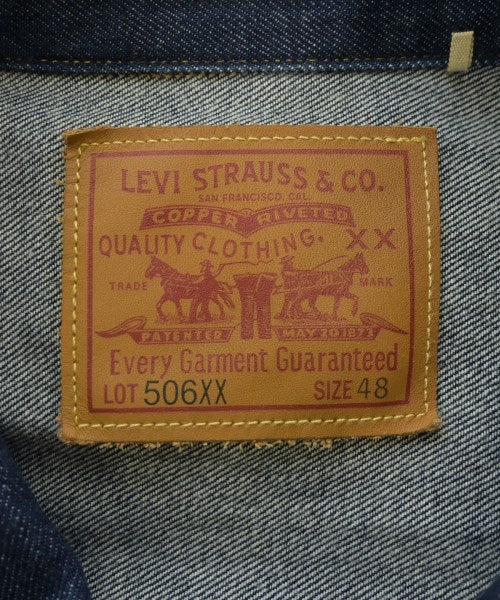 LEVI STRAUSS & CO.
SAN FRANCISCO, CAL.
COPPER RIVETED
QUALITY CLOTHING. XX
TRADE MARK
PATENTED MAY 20 1873
Every Garment Guaranteed
LOT 506XX SIZE 48